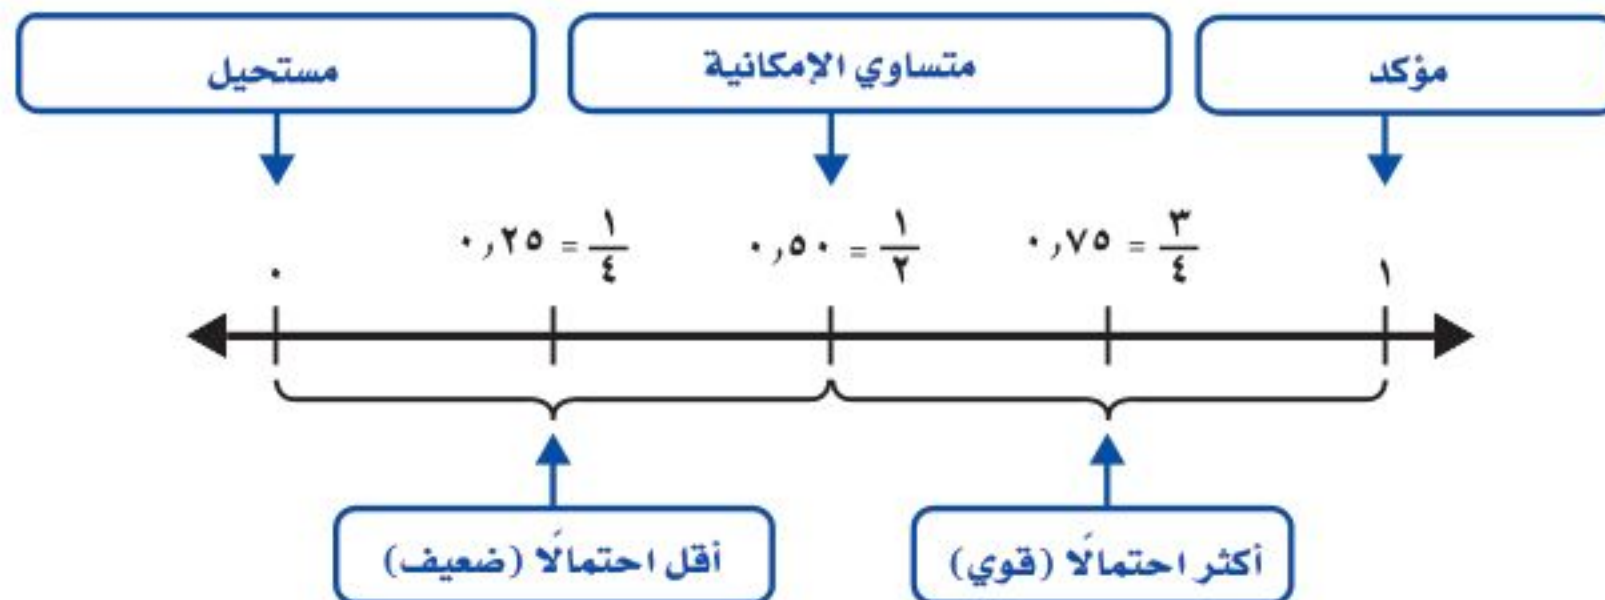 مؤكد
متساوي الإمكانية
مستحيل
٠
٠,٢٥ = ١/٤
٠,٥٠ = ١/٢
٠,٧٥ = ٣/٤
١
أكثر احتمالًا (قوي)
أقل احتمالًا (ضعيف)